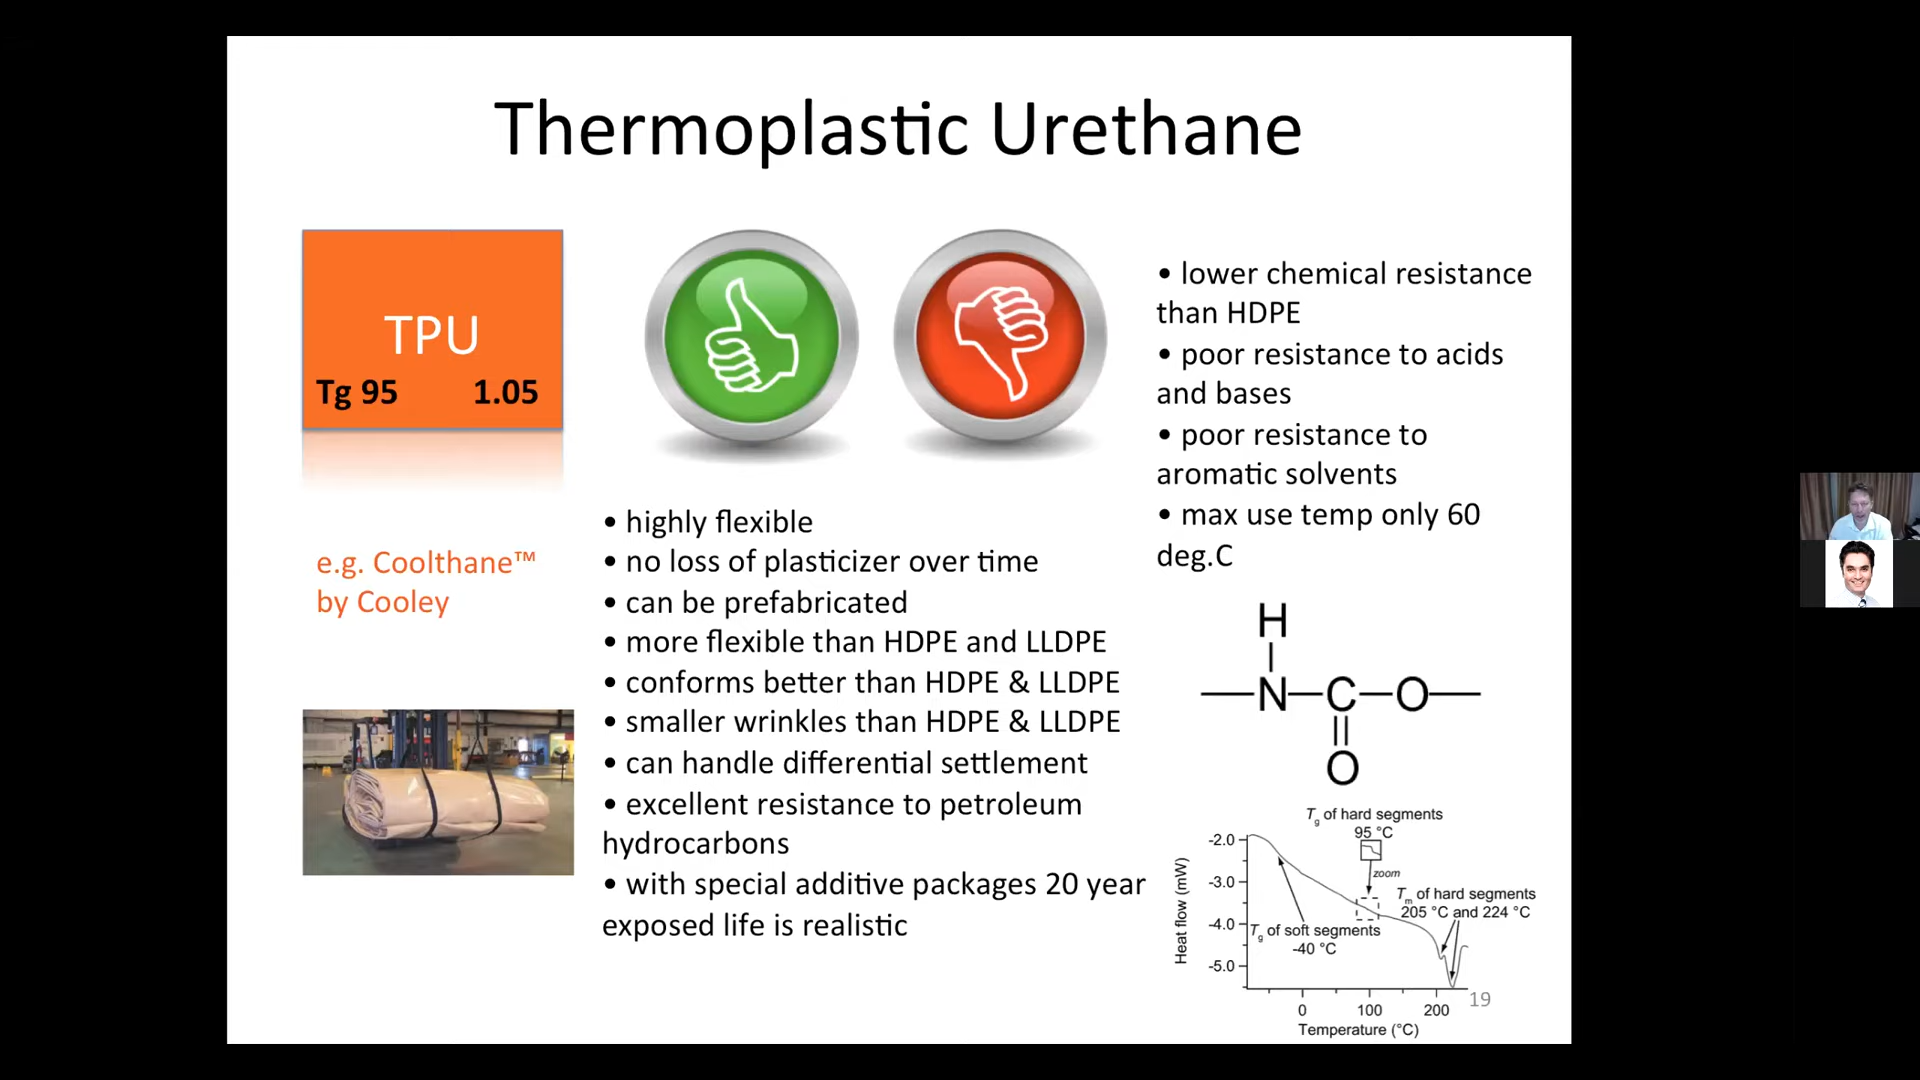 Thermoplastic Urethane
TPU
Tg 95 1.05
e.g. Coolthane™
by Cooley
• highly flexible
• no loss of plasticizer over time
• can be prefabricated
• more flexible than HDPE and LLDPE
• conforms better than HDPE & LLDPE
• smaller wrinkles than HDPE & LLDPE
• can handle differential settlement
• excellent resistance to petroleum
hydrocarbons
• with special additive packages 20 year
exposed life is realistic
• lower chemical resistance
than HDPE
• poor resistance to acids
and bases
• poor resistance to
aromatic solvents
• max use temp only 60
deg.C
H
N C O
O
Tg of hard segments
95 °C
zoom
Tm of hard segments
205 °C and 224 °C
Tg of soft segments
-40 °C
Heat flow (mW)
-2.0
-3.0
-4.0
-5.0
0 100 200
Temperature (°C)
19